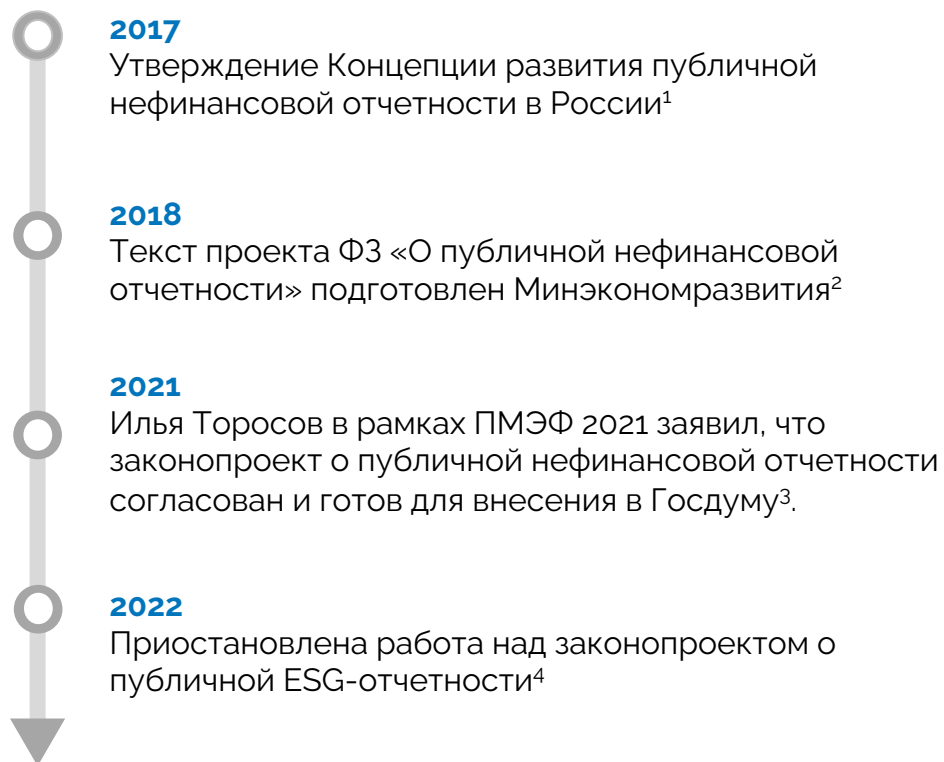 2017
Утверждение Концепции развития публичной
нефинансовой отчетности в России¹
2018
Текст проекта ФЗ «О публичной нефинансовой
отчетности» подготовлен Минэкономразвития²
2021
Илья Торосов в рамках ПМЭФ 2021 заявил, что
законопроект о публичной нефинансовой отчетности
согласован и готов для внесения в Госдуму³.
2022
Приостановлена работа над законопроектом о
публичной ESG-отчетности⁴